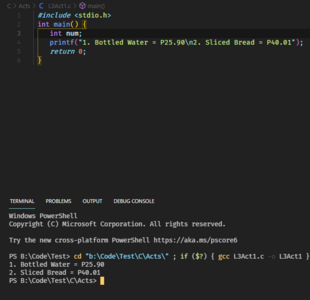 C > Acts > C L3Act1.c > main()
1 #include <stdio.h>
2 int main() {
3 int num;
4 printf("1. Bottled Water = P25.90\n2. Sliced Bread = P40.01");
5 return 0;
6 }
TERMINAL PROBLEMS OUTPUT DEBUG CONSOLE
Windows PowerShell
Copyright (C) Microsoft Corporation. All rights reserved.
Try the new cross-platform PowerShell https://aka.ms/pscore6
PS B:\Code\Test> cd "b:\Code\Test\C\Acts\" ; if ($?) { gcc L3Act1.c -o L3Act1 }
1. Bottled Water = P25.90
2. Sliced Bread = P40.01
PS B:\Code\Test\C\Acts>